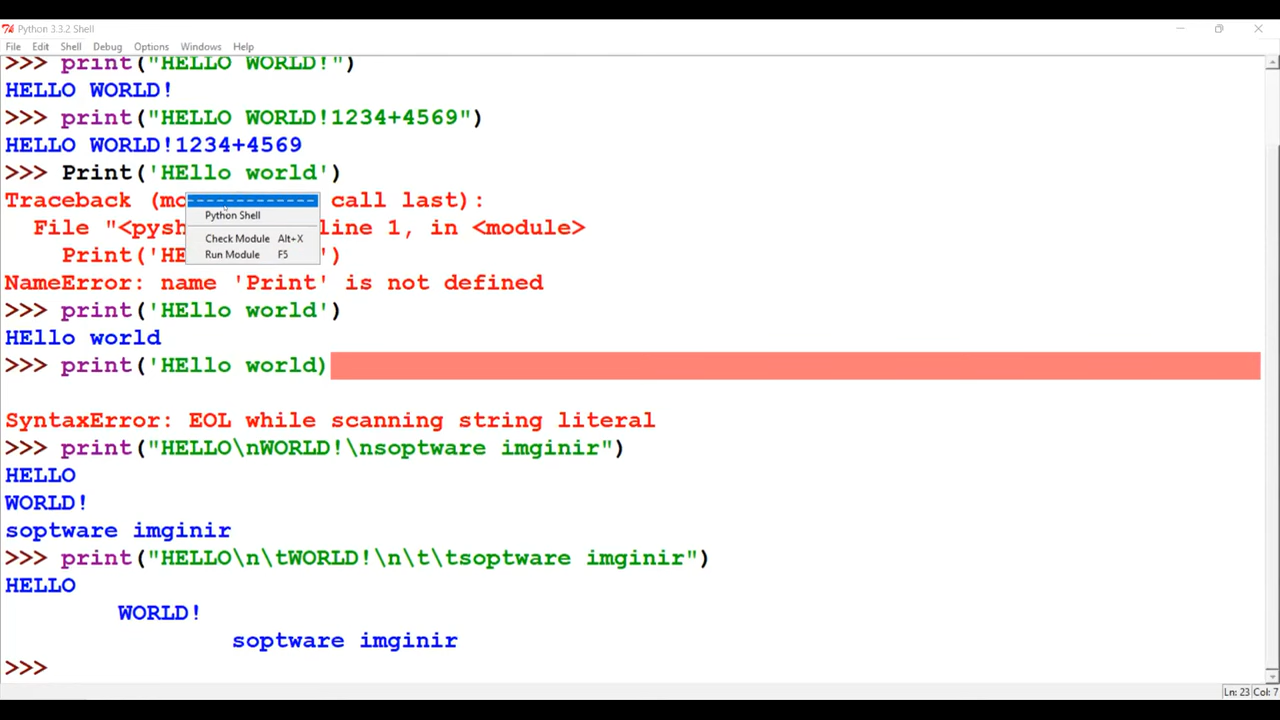 Python 3.3.2 Shell
File Edit Shell Debug Options Windows Help
>>> print("HELLO WORLD!")
HELLO WORLD!
>>> print("HELLO WORLD!1234+4569")
HELLO WORLD!1234+4569
>>> Print('HEllo world')
Traceback (mo call last):
File "<pysh line 1, in <module>
Print('HE ')
Python Shell
Check Module Alt+X
Run Module F5
NameError: name 'Print' is not defined
>>> print('HEllo world')
HEllo world
>>> print('HEllo world)
SyntaxError: EOL while scanning string literal
>>> print("HELLO\nWORLD!\nsoptware imginir")
HELLO
WORLD!
soptware imginir
>>> print("HELLO\n\tWORLD!\n\t\tsoptware imginir")
HELLO
WORLD!
soptware imginir
>>>
Ln: 23 Col: 7